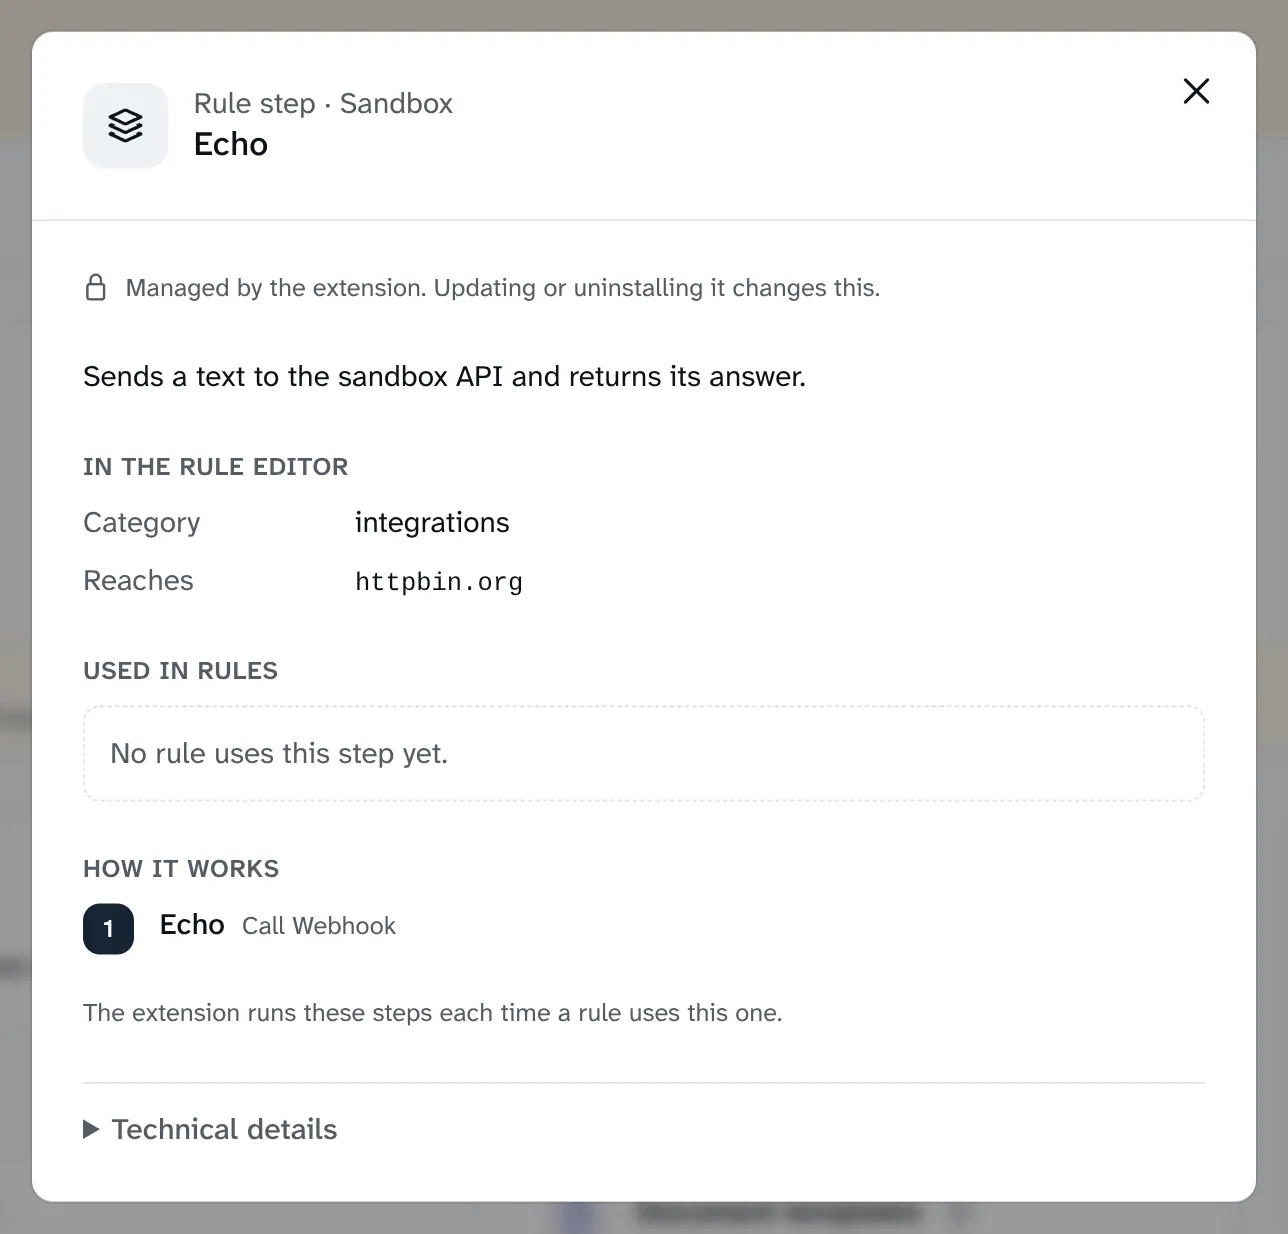 Rule step · Sandbox
Echo
Managed by the extension. Updating or uninstalling it changes this.
Sends a text to the sandbox API and returns its answer.
IN THE RULE EDITOR
Category integrations
Reaches httpbin.org
USED IN RULES
No rule uses this step yet.
HOW IT WORKS
1 Echo Call Webhook
The extension runs these steps each time a rule uses this one.
Technical details